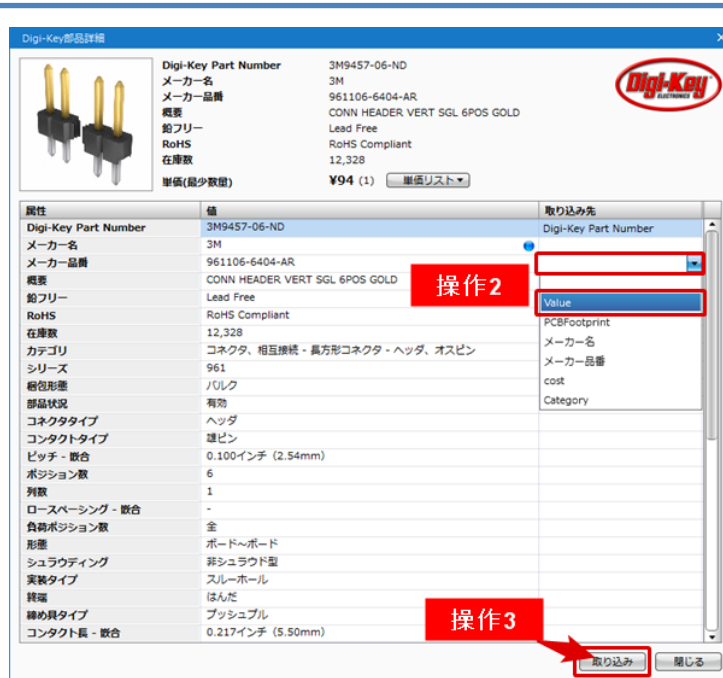 Digi-Key部品詳細 ×
Digi-Key Part Number 3M9457-06-ND
メーカー名 3M
メーカー品番 961106-6404-AR
概要 CONN HEADER VERT SGL 6POS GOLD
鉛フリー Lead Free
RoHS RoHS Compliant
在庫数 12,328
単価(最少数量) ¥94 (1) 単価リスト▼
Digi-Key
ELECTRONICS
属性 値 取り込み先
Digi-Key Part Number 3M9457-06-ND Digi-Key Part Number
メーカー名 3M
メーカー品番 961106-6404-AR
概要 CONN HEADER VERT SGL 6POS GOLD
操作2
鉛フリー Lead Free Value
RoHS RoHS Compliant PCBFootprint
在庫数 12,328 メーカー名
カテゴリ コネクタ、相互接続 - 長方形コネクタ - ヘッダ、オスピン メーカー品番
シリーズ 961 cost
梱包形態 バルク Category
部品状況 有効
コネクタタイプ ヘッダ
コンタクトタイプ 雄ピン
ピッチ - 嵌合 0.100インチ（2.54mm）
ポジション数 6
列数 1
ロースペーシング - 嵌合 -
負荷ポジション数 全
形態 ボード～ボード
シュラウディング 非シュラウド型
実装タイプ スルーホール
終端 はんだ
締め具タイプ プッシュプル
操作3
コンタクト長 - 嵌合 0.217インチ（5.50mm）
取り込み 閉じる